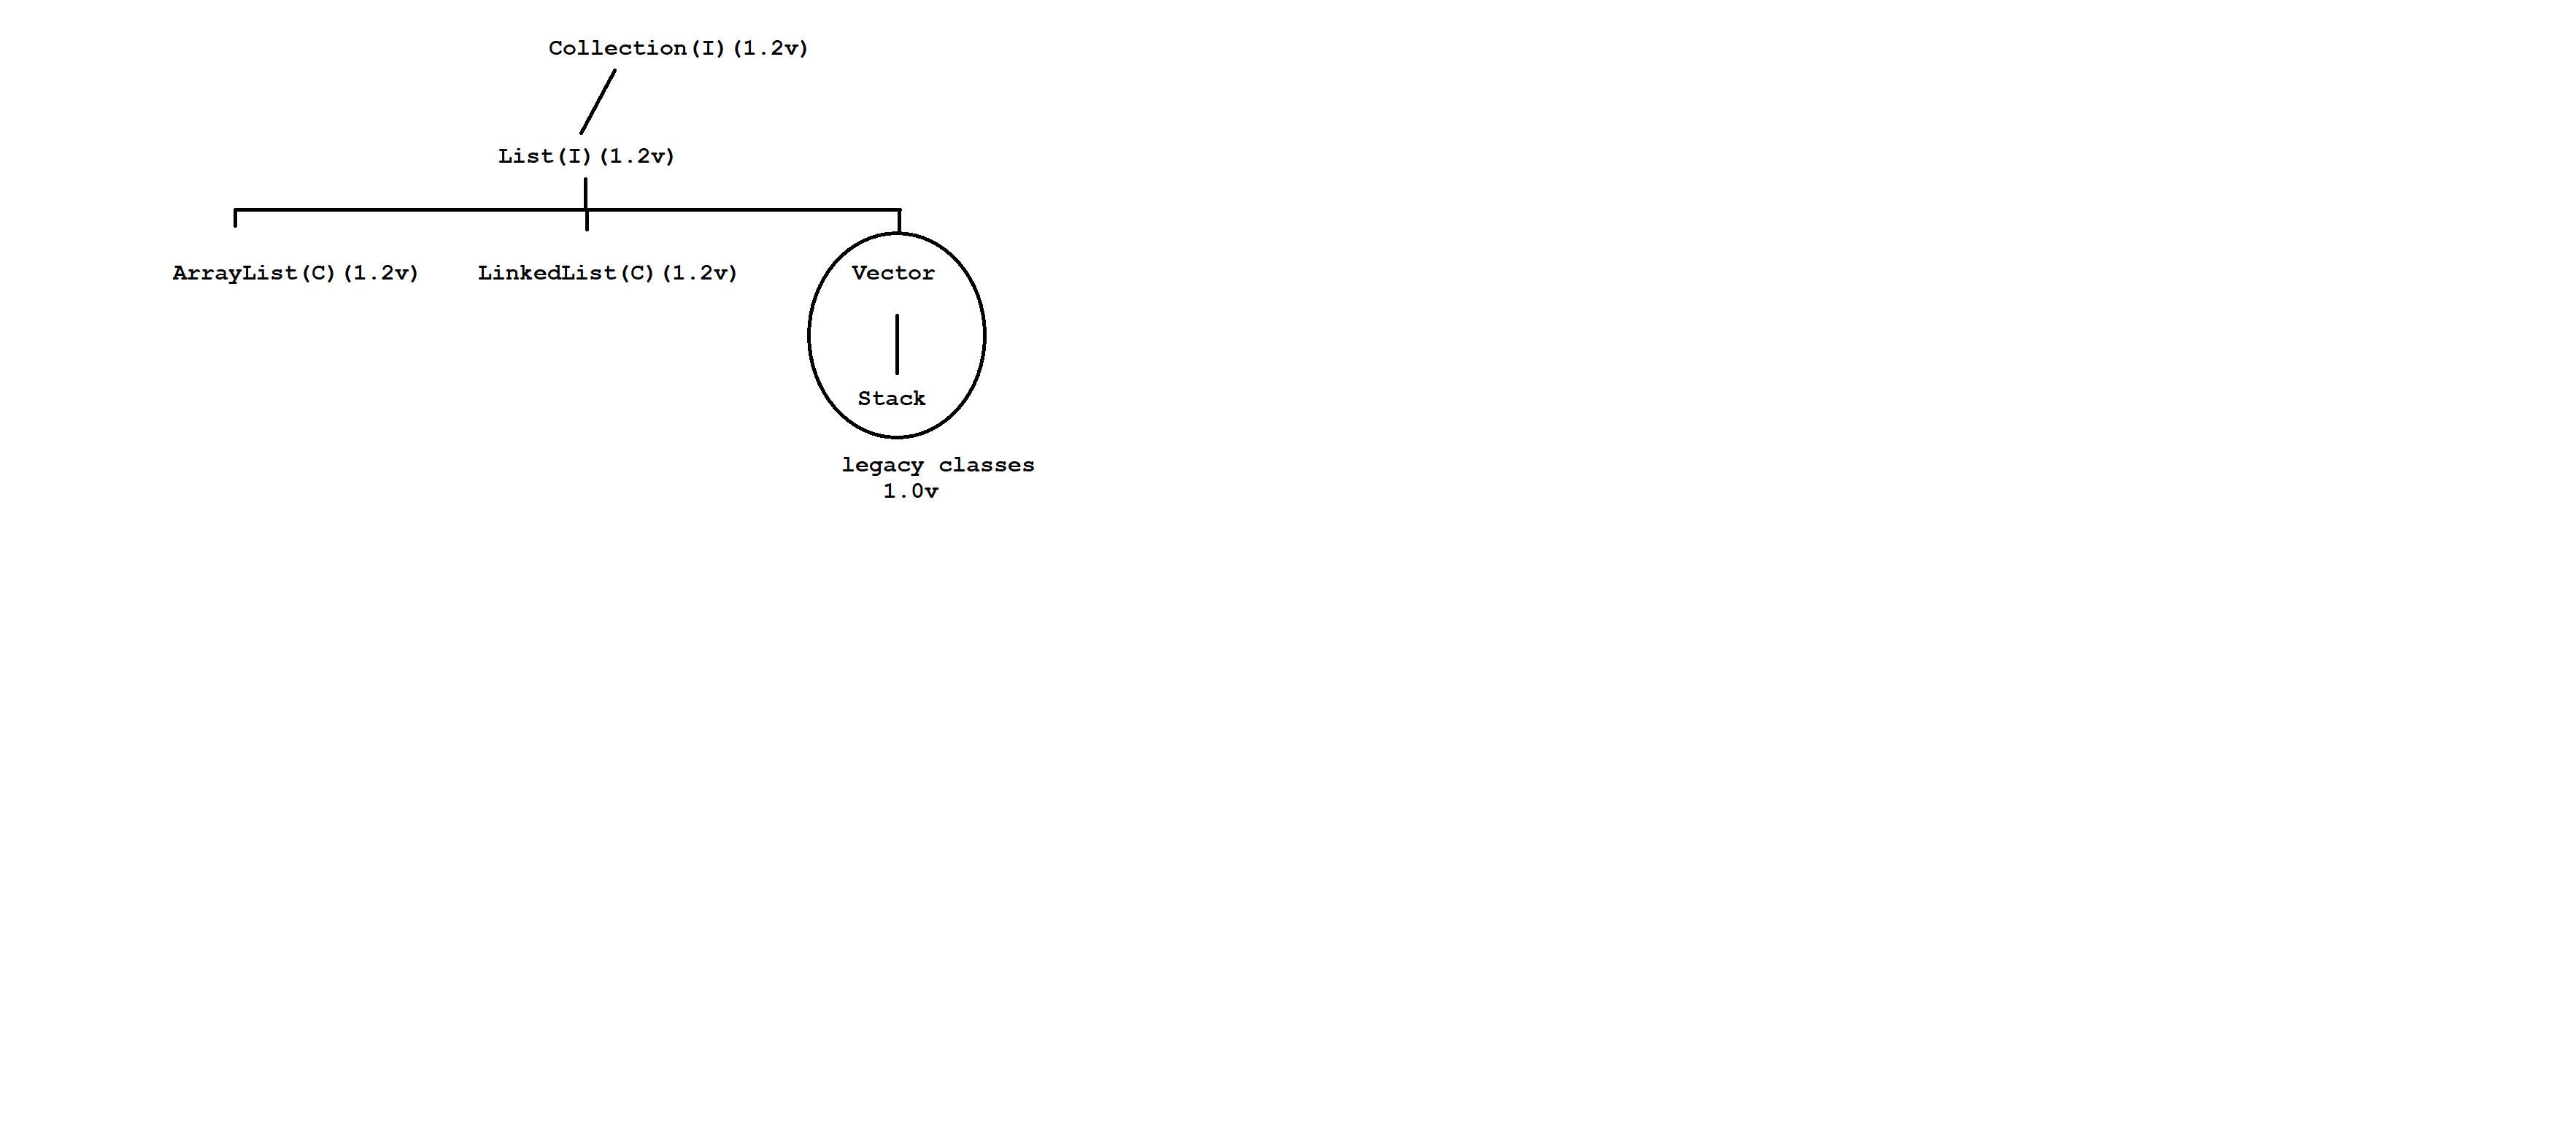 Collection(I)(1.2v)
List(I)(1.2v)
ArrayList(C)(1.2v) LinkedList(C)(1.2v) Vector
Stack
legacy classes
1.0v